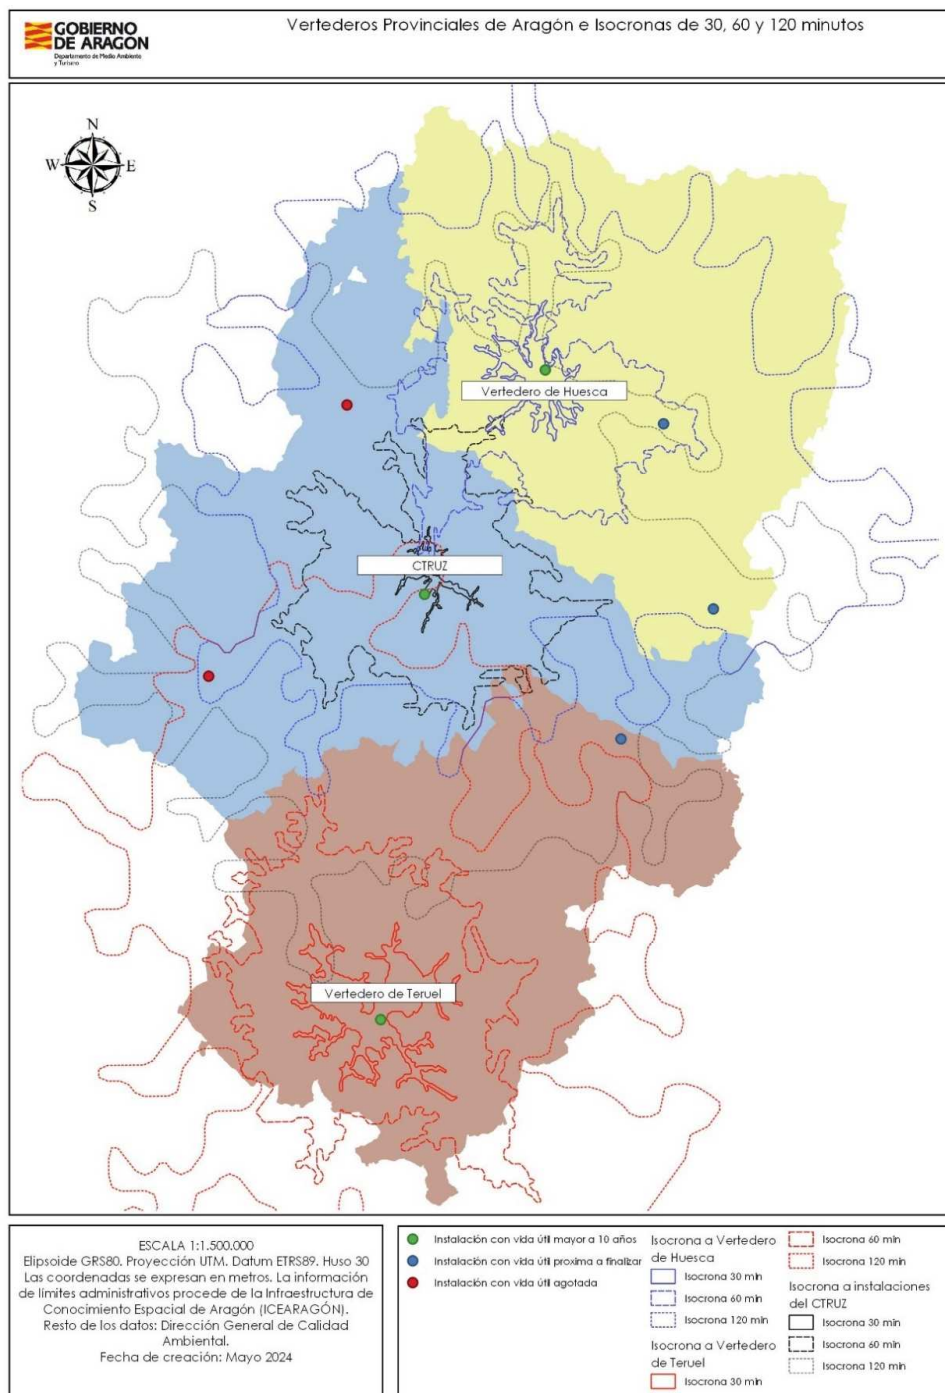 GOBIERNO
DE ARAGÓN
Departamento de Medio Ambiente
y Turismo
Vertederos Provinciales de Aragón e Isocronas de 30, 60 y 120 minutos
N
W
E
S
Vertedero de Huesca
CTRUZ
Vertedero de Teruel
ESCALA 1:1.500.000
Elipsoide GRS80. Proyección UTM. Datum ETRS89. Huso 30
Las coordenadas se expresan en metros. La información
de límites administrativos procede de la Infraestructura de
Conocimiento Espacial de Aragón (ICEARAGÓN).
Resto de los datos: Dirección General de Calidad
Ambiental.
Fecha de creación: Mayo 2024
Instalación con vida útil mayor a 10 años
Instalación con vida útil proxima a finalizar
Instalación con vida útil agotada
Isocrona a Vertedero
de Huesca
Isocrona 30 min
Isocrona 60 min
Isocrona 120 min
Isocrona a Vertedero
de Teruel
Isocrona 30 min
Isocrona 60 min
Isocrona 120 min
Isocrona a instalaciones
del CTRUZ
Isocrona 30 min
Isocrona 60 min
Isocrona 120 min